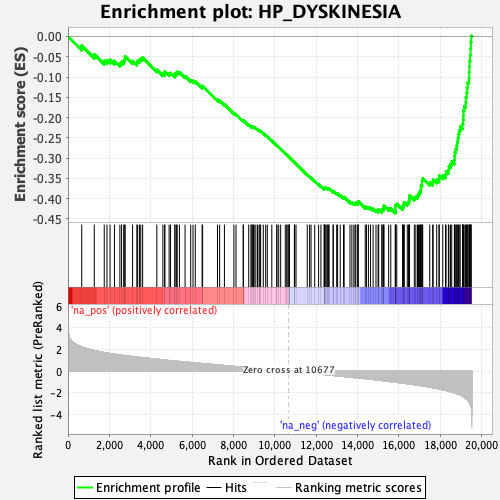 Enrichment plot: HP_DYSKINESIA
Enrichment score (ES)
0.00
-0.05
-0.10
-0.15
-0.20
-0.25
-0.30
-0.35
-0.40
-0.45
'na_pos' (positively correlated)
Ranked list metric (PreRanked)
6
4
2
0
-2
-4
Zero cross at 10677
'na_neg' (negatively correlated)
0
2,000
4,000
6,000
8,000
10,000
12,000
14,000
16,000
18,000
20,000
Rank in Ordered Dataset
Enrichment profile
Hits
Ranking metric scores